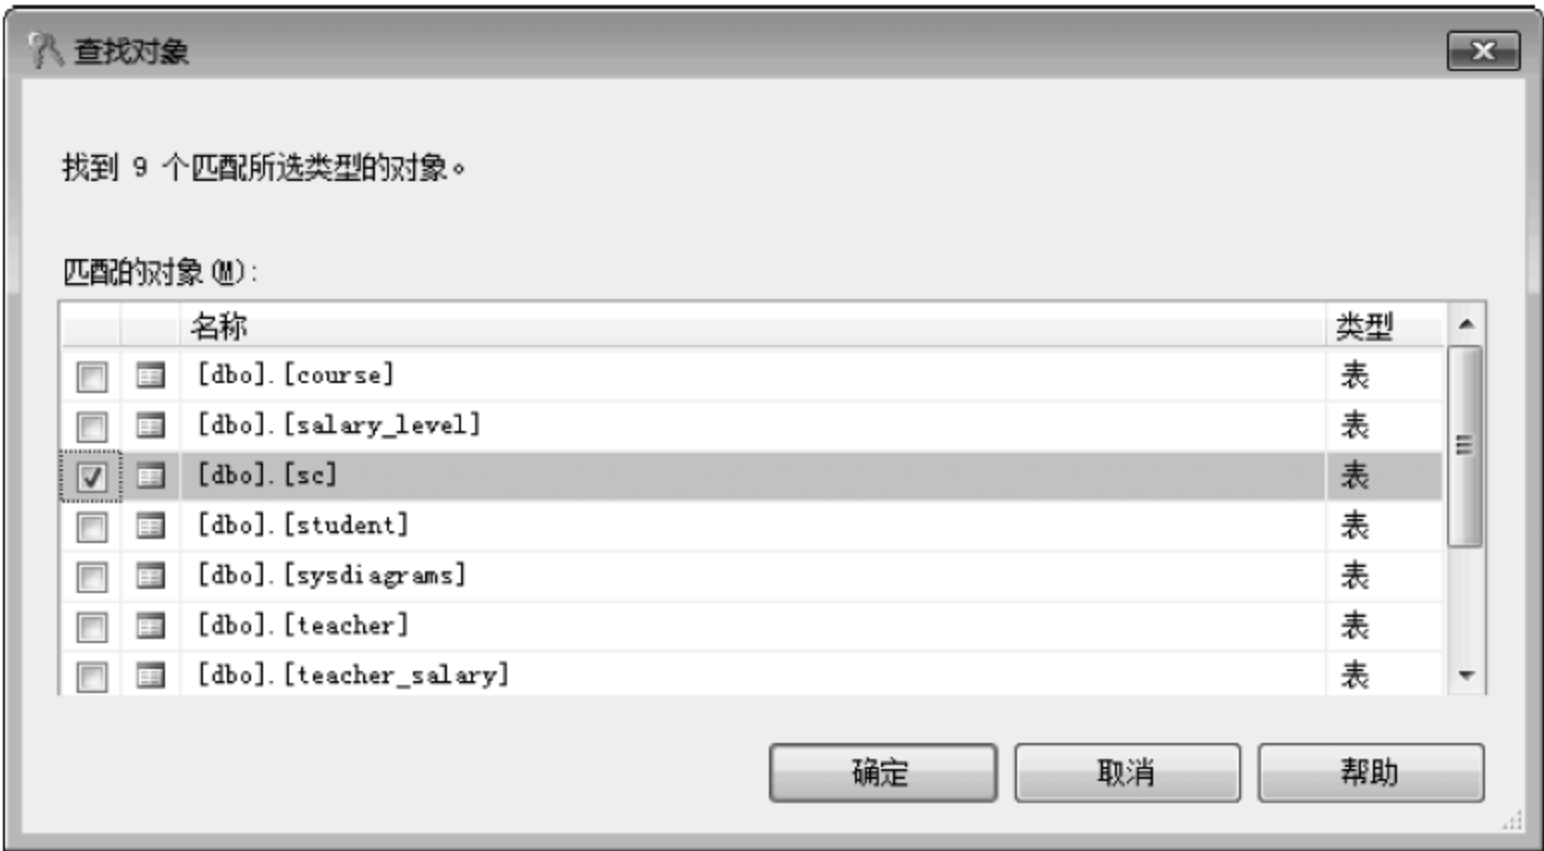 查找对象
找到 9 个匹配所选类型的对象。
匹配的对象(M):
名称 类型
[dbo].[course] 表
[dbo].[salary_level] 表
[dbo].[sc] 表
[dbo].[student] 表
[dbo].[sysdiagrams] 表
[dbo].[teacher] 表
[dbo].[teacher_salary] 表
确定 取消 帮助